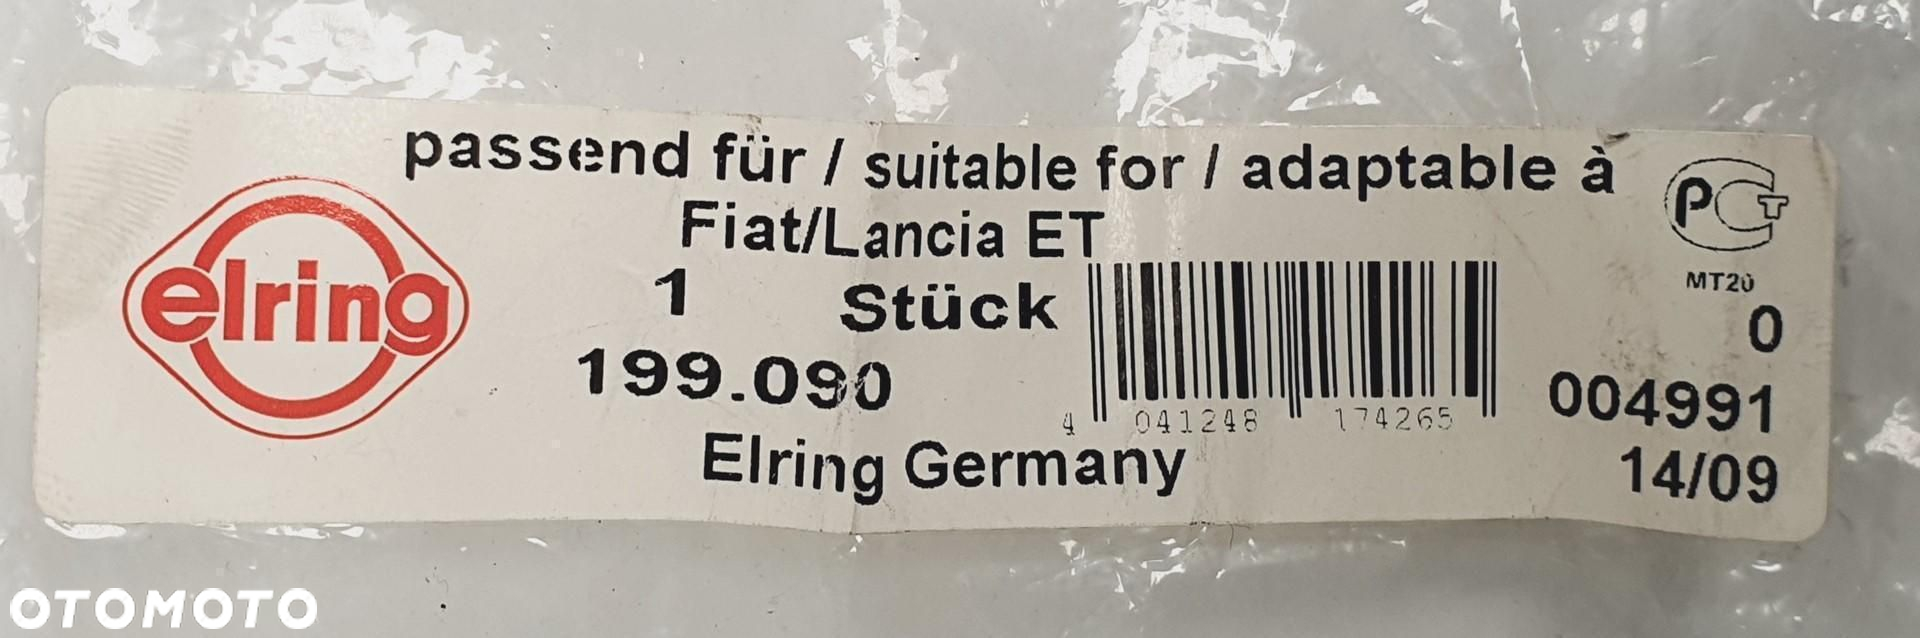 passend für / suitable for / adaptable à
Fiat/Lancia ET
elring
PCT
MT20
1 Stück
0
199.090
004991
4 041248 174265
Elring Germany
14/09
OTOMOTO